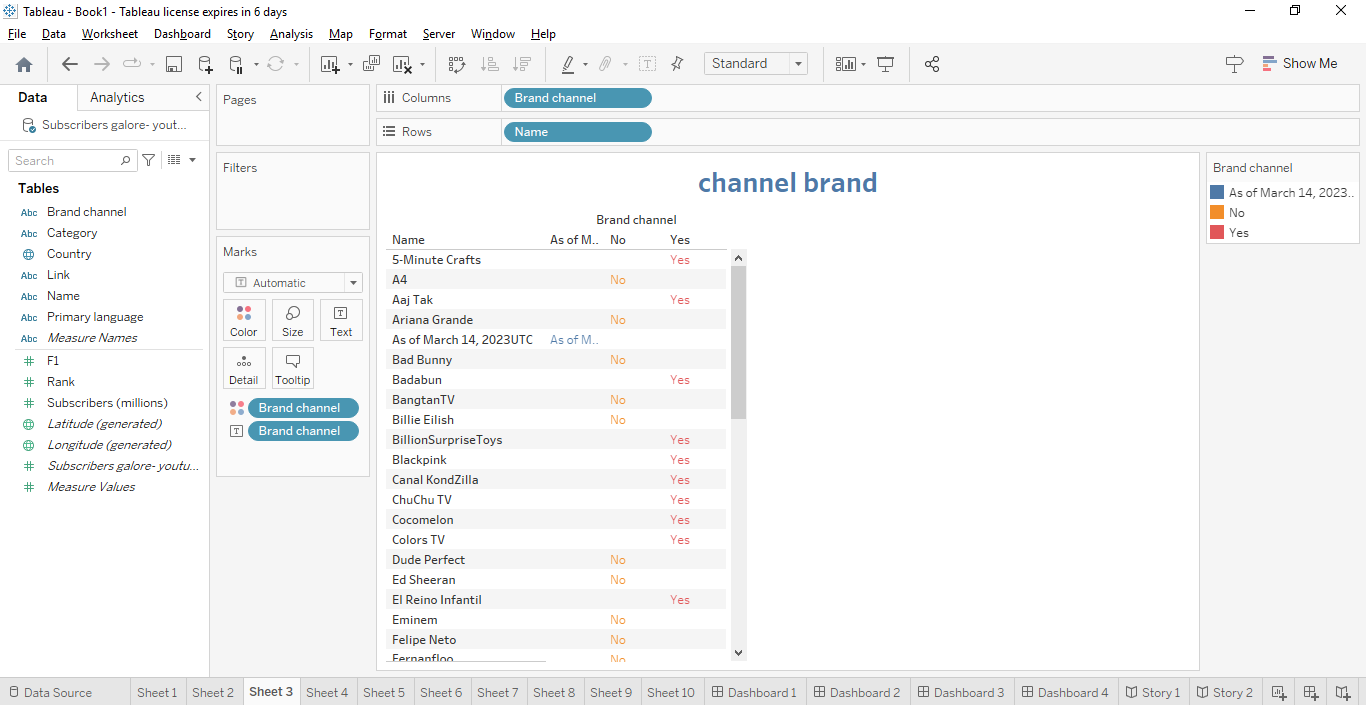 Tableau - Book1 - Tableau license expires in 6 days
File Data Worksheet Dashboard Story Analysis Map Format Server Window Help
Standard
Show Me
Data Analytics
Subscribers galore- yout...
Search
Tables
Abc Brand channel
Abc Category
Country
Abc Link
Abc Name
Abc Primary language
Abc Measure Names
F1
Rank
Subscribers (millions)
Latitude (generated)
Longitude (generated)
Subscribers galore- youtu...
Measure Values
Pages
Filters
Marks
Automatic
Color Size Text
Detail Tooltip
Brand channel
Brand channel
Columns Brand channel
Rows Name
channel brand
Brand channel
Name As of M.. No Yes
5-Minute Crafts Yes
A4 No
Aaj Tak Yes
Ariana Grande No
As of March 14, 2023UTC As of M..
Bad Bunny No
Badabun Yes
BangtanTV No
Billie Eilish No
BillionSurpriseToys Yes
Blackpink Yes
Canal KondZilla Yes
ChuChu TV Yes
Cocomelon Yes
Colors TV Yes
Dude Perfect No
Ed Sheeran No
El Reino Infantil Yes
Eminem No
Felipe Neto No
Fernanfloo No
Brand channel
As of March 14, 2023..
No
Yes
Data Source Sheet 1 Sheet 2 Sheet 3 Sheet 4 Sheet 5 Sheet 6 Sheet 7 Sheet 8 Sheet 9 Sheet 10 Dashboard 1 Dashboard 2 Dashboard 3 Dashboard 4 Story 1 Story 2